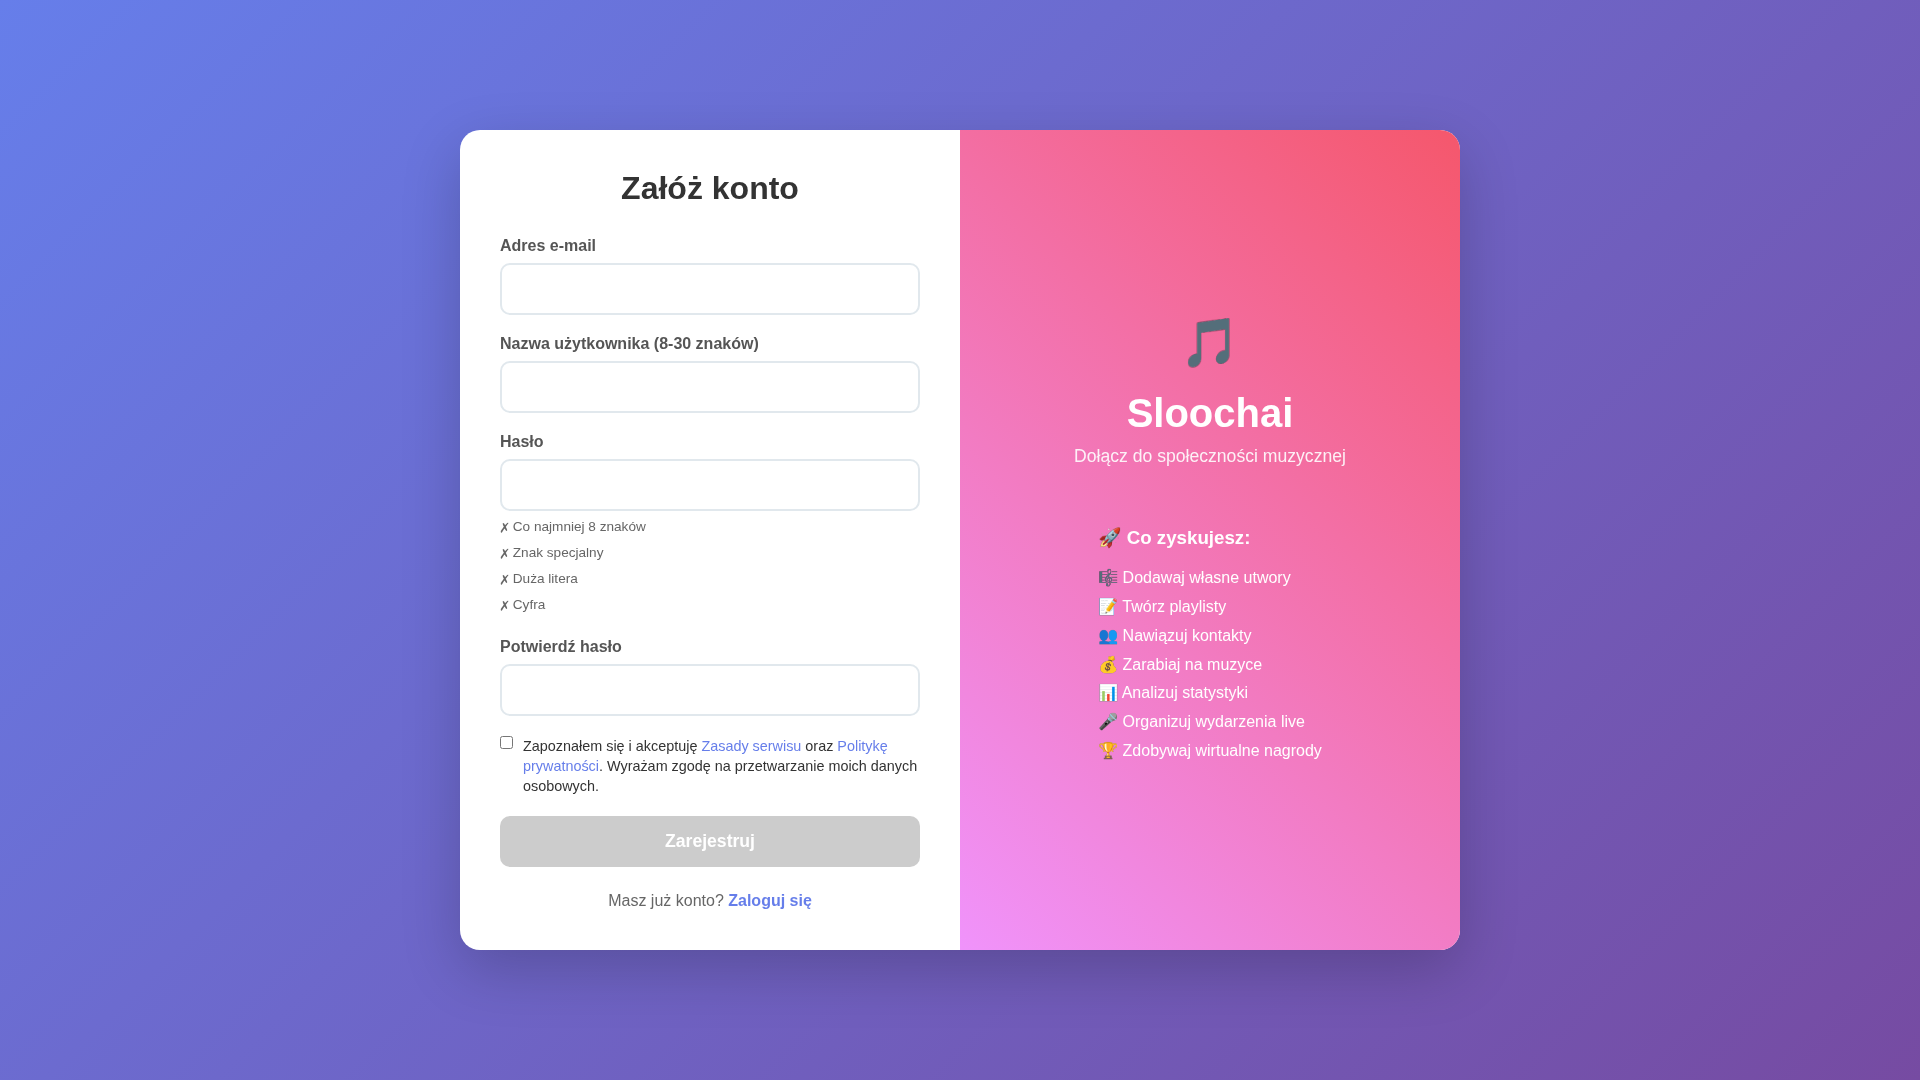 Załóż konto
Adres e-mail
Nazwa użytkownika (8-30 znaków)
Hasło
✗ Co najmniej 8 znaków
✗ Znak specjalny
✗ Duża litera
✗ Cyfra
Potwierdź hasło
Zapoznałem się i akceptuję Zasady serwisu oraz Politykę
prywatności. Wyrażam zgodę na przetwarzanie moich danych
osobowych.
Zarejestruj
Masz już konto? Zaloguj się
🎵
Sloochai
Dołącz do społeczności muzycznej
🚀 Co zyskujesz:
🎼 Dodawaj własne utwory
📝 Twórz playlisty
👥 Nawiązuj kontakty
💰 Zarabiaj na muzyce
📊 Analizuj statystyki
🎤 Organizuj wydarzenia live
🏆 Zdobywaj wirtualne nagrody